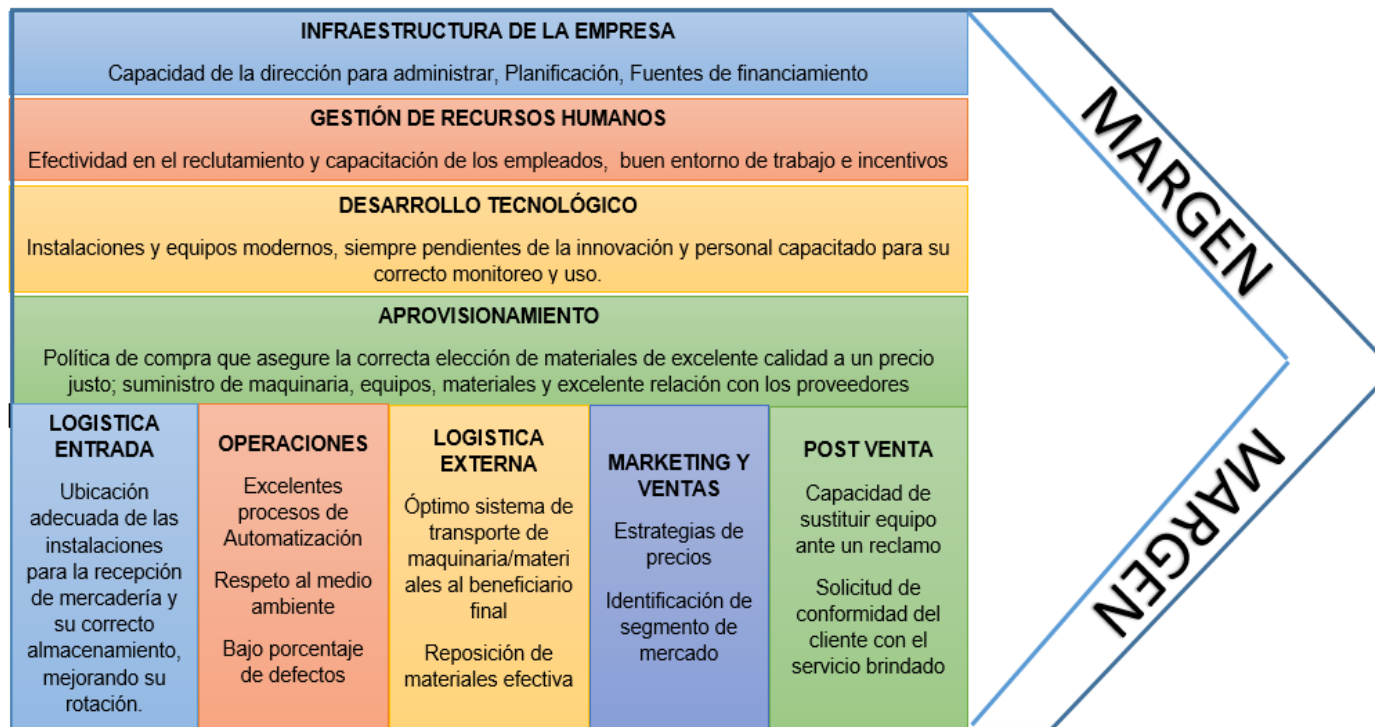 INFRAESTRUCTURA DE LA EMPRESA
Capacidad de la dirección para administrar, Planificación, Fuentes de financiamiento
GESTIÓN DE RECURSOS HUMANOS
Efectividad en el reclutamiento y capacitación de los empleados, buen entorno de trabajo e incentivos
DESARROLLO TECNOLÓGICO
Instalaciones y equipos modernos, siempre pendientes de la innovación y personal capacitado para su
correcto monitoreo y uso.
APROVISIONAMIENTO
Política de compra que asegure la correcta elección de materiales de excelente calidad a un precio
justo; suministro de maquinaria, equipos, materiales y excelente relación con los proveedores
LOGISTICA
ENTRADA
Ubicación
adecuada de las
instalaciones
para la recepción
de mercadería y
su correcto
almacenamiento,
mejorando su
rotación.
OPERACIONES
Excelentes
procesos de
Automatización
Respeto al medio
ambiente
Bajo porcentaje
de defectos
LOGISTICA
EXTERNA
Óptimo sistema de
transporte de
maquinaria/materi
ales al beneficiario
final
Reposición de
materiales efectiva
MARKETING Y
VENTAS
Estrategias de
precios
Identificación de
segmento de
mercado
POST VENTA
Capacidad de
sustituir equipo
ante un reclamo
Solicitud de
conformidad del
cliente con el
servicio brindado
MARGEN
MARGEN